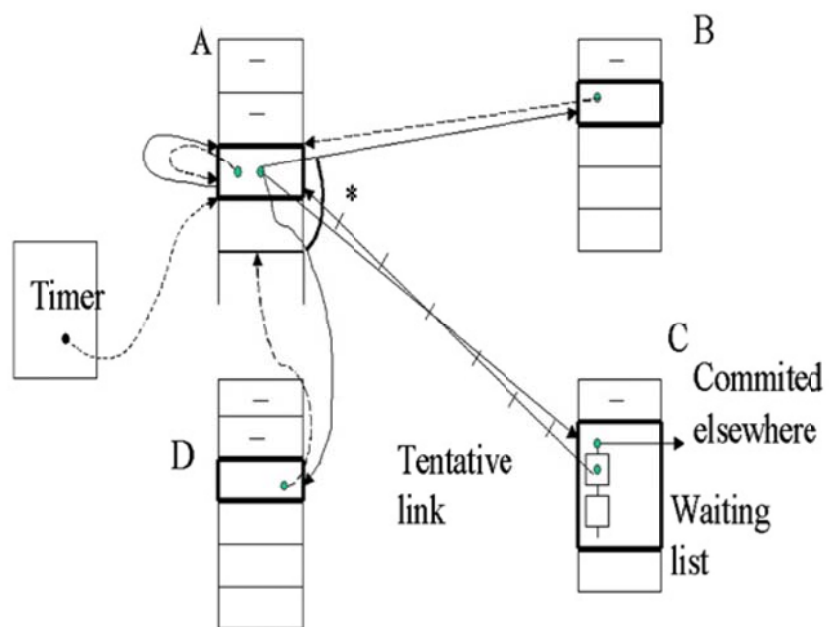 A
B
*
Timer
C
Commited
elsewhere
D
Tentative
link
Waiting
list